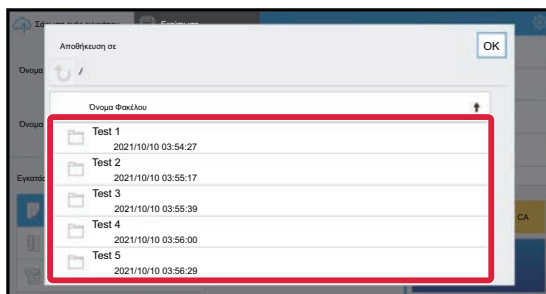 Αποθήκευση σε
OK
/
Όνομα
Όνομα Φακέλου
Όνομα
Test 1
2021/10/10 03:54:27
Test 2
2021/10/10 03:55:17
Test 3
2021/10/10 03:55:39
Test 4
2021/10/10 03:56:00
CA
Test 5
2021/10/10 03:56:29